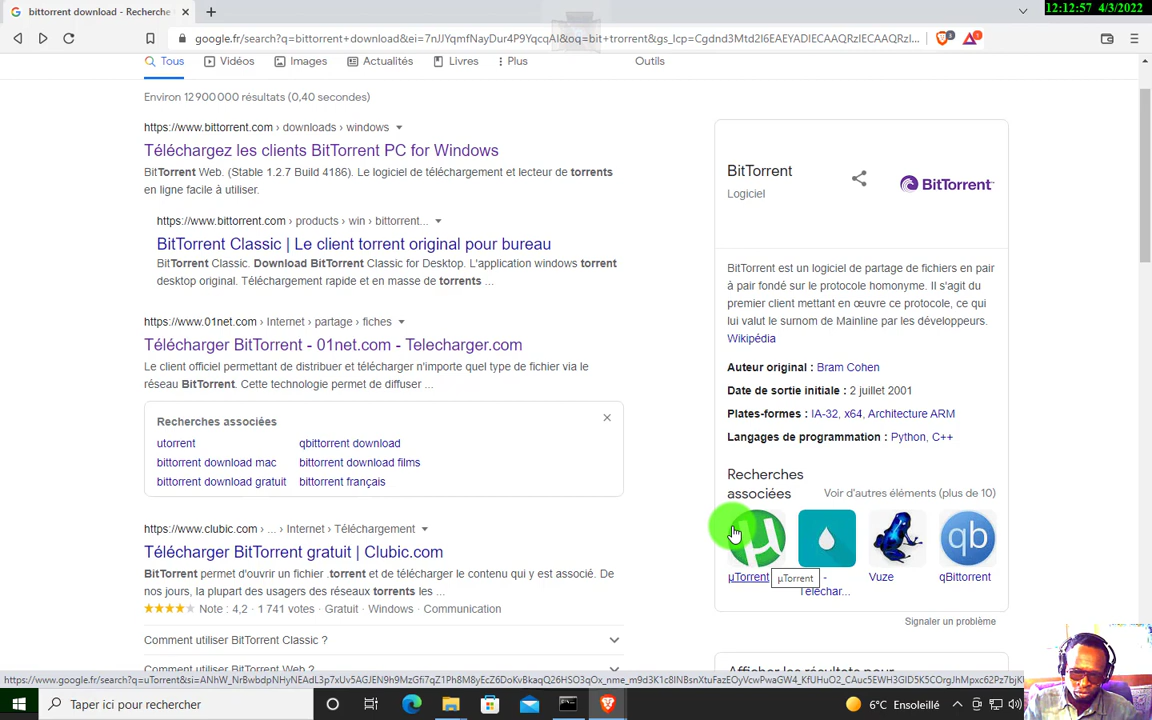 bittorrent download - Recherche
12:12:57 4/3/2022
google.fr/search?q=bittorrent+download&ei=7nJJYqmfNayDur4P9YqcqAI&oq=bit+trorrent&gs_lcp=Cgdnd3Mtd2l6EAEYADIECAAQRzIECAAQRzI...
3
1
Tous
Vidéos
Images
Actualités
Livres
Plus
Outils
Environ 12 900 000 résultats (0,40 secondes)
https://www.bittorrent.com › downloads › windows
Téléchargez les clients BitTorrent PC for Windows
BitTorrent Web. (Stable 1.2.7 Build 4186). Le logiciel de téléchargement et lecteur de torrents
en ligne facile à utiliser.
https://www.bittorrent.com › products › win › bittorrent...
BitTorrent Classic | Le client torrent original pour bureau
BitTorrent Classic. Download BitTorrent Classic for Desktop. L'application windows torrent
desktop original. Téléchargement rapide et en masse de torrents ...
https://www.01net.com › Internet › partage › fiches
Télécharger BitTorrent - 01net.com - Telecharger.com
Le client officiel permettant de distribuer et télécharger n'importe quel type de fichier via le
réseau BitTorrent. Cette technologie permet de diffuser ...
Recherches associées
utorrent
qbittorrent download
bittorrent download mac
bittorrent download films
bittorrent download gratuit
bittorrent français
https://www.clubic.com › ... › Internet › Téléchargement
Télécharger BitTorrent gratuit | Clubic.com
BitTorrent permet d'ouvrir un fichier .torrent et de télécharger le contenu qui y est associé. De
nos jours, la plupart des usagers des réseaux torrents les ...
Note : 4,2 · 1 741 votes · Gratuit · Windows · Communication
Comment utiliser BitTorrent Classic ?
Comment utiliser BitTorrent Web ?
BitTorrent
Logiciel
BitTorrent
BitTorrent est un logiciel de partage de fichiers en pair
à pair fondé sur le protocole homonyme. Il s'agit du
premier client mettant en œuvre ce protocole, ce qui
lui valut le surnom de Mainline par les développeurs.
Wikipédia
Auteur original : Bram Cohen
Date de sortie initiale : 2 juillet 2001
Plates-formes : IA-32, x64, Architecture ARM
Langages de programmation : Python, C++
Recherches
associées
Voir d'autres éléments (plus de 10)
µ
qb
µTorrent
µTorrent
-
Téléchar...
Vuze
qBittorrent
Signaler un problème
Afficher les résultats pour
Taper ici pour rechercher
6°C Ensoleillé